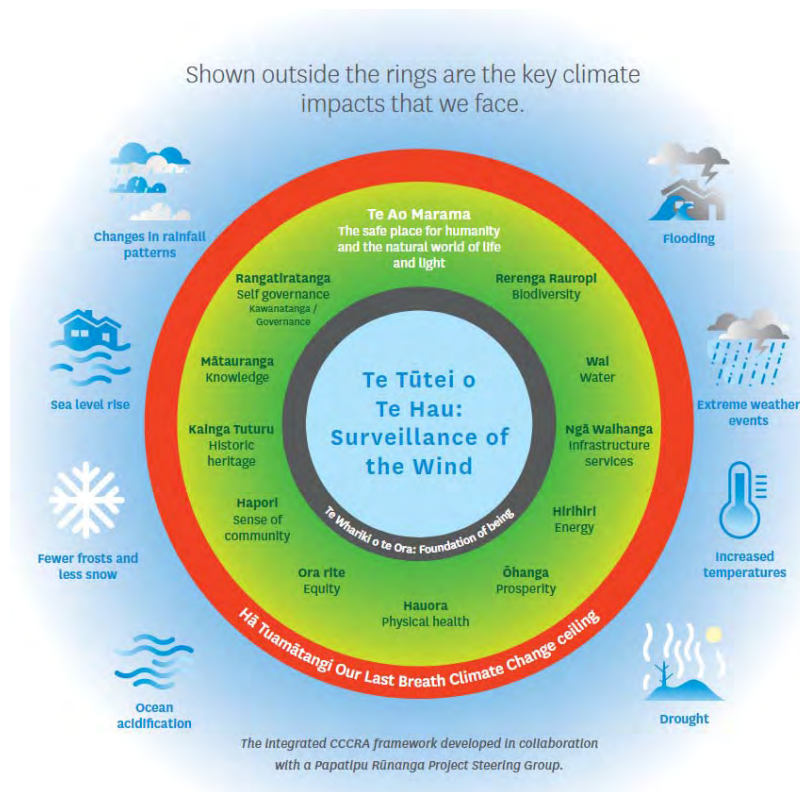 Shown outside the rings are the key climate
impacts that we face.
Changes in rainfall
patterns
Flooding
Te Ao Marama
The safe place for humanity
and the natural world of life
and light
Rangatiratanga
Self governance
Kawanatanga /
Governance
Rerenga Rauropi
Biodiversity
Sea level rise
Mātauranga
Knowledge
Wai
Water
Extreme weather
events
Kainga Tuturu
Historic
heritage
Te Tūtei o
Te Hau:
Surveillance of
the Wind
Ngā Waihanga
Infrastructure
services
Hapori
Sense of
community
Te Whariki o te Ora: Foundation of being
Hirihiri
Energy
Fewer frosts and
less snow
Increased
temperatures
Ora rite
Equity
Ōhanga
Prosperity
Hauora
Physical health
Hā Tuamātangi Our Last Breath Climate Change ceiling
Ocean
acidification
Drought
The integrated CCCRA framework developed in collaboration
with a Papatipu Rūnanga Project Steering Group.